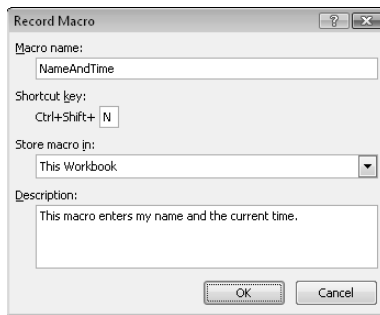 Record Macro
Macro name:
NameAndTime
Shortcut key:
Ctrl+Shift+ N
Store macro in:
This Workbook
Description:
This macro enters my name and the current time.
OK Cancel